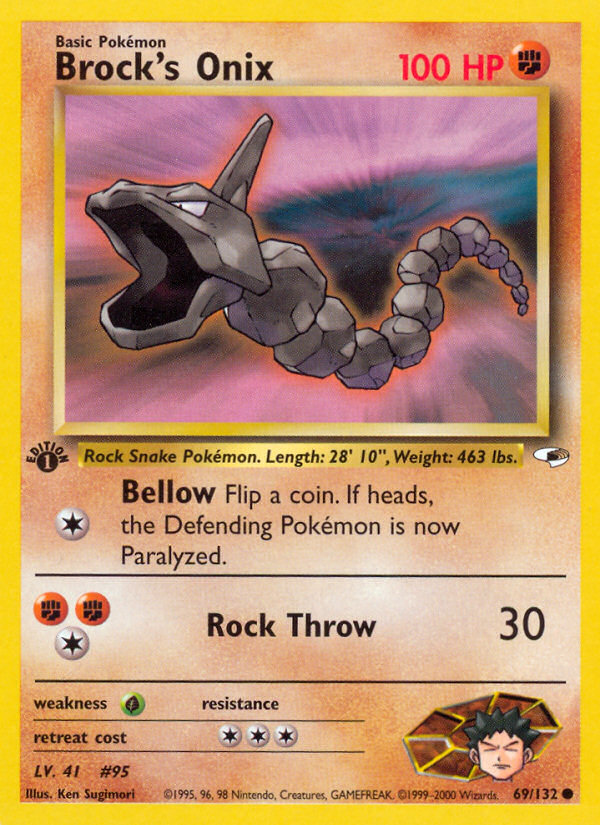 Basic Pokémon
Brock's Onix 100 HP
EDITION 1
Rock Snake Pokémon. Length: 28' 10", Weight: 463 lbs.
Bellow Flip a coin. If heads,
the Defending Pokémon is now
Paralyzed.
Rock Throw 30
weakness resistance
retreat cost
LV. 41 #95
Illus. Ken Sugimori ©1995, 96, 98 Nintendo, Creatures, GAMEFREAK. ©1999-2000 Wizards. 69/132